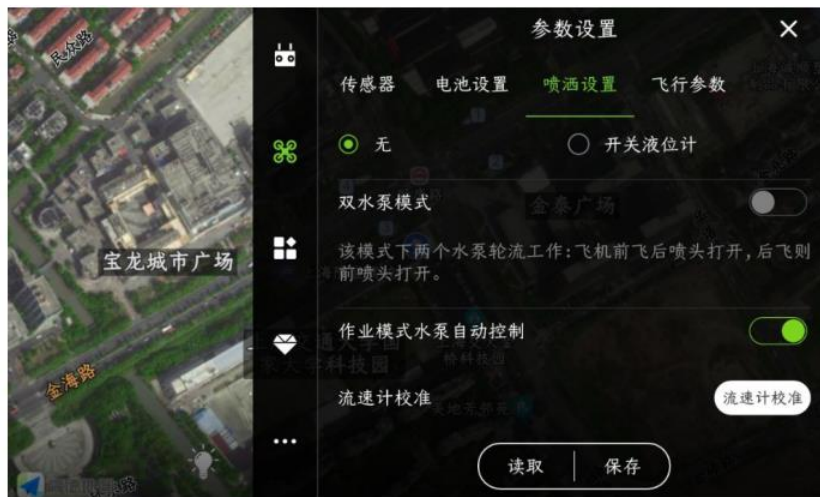 参数设置
传感器 电池设置 喷洒设置 飞行参数
无 开关液位计
双水泵模式
该模式下两个水泵轮流工作:飞机前飞后喷头打开,后飞则
前喷头打开。
作业模式水泵自动控制
流速计校准 流速计校准
读取 保存
民众路
宝龙城市广场
金海路
金泰广场